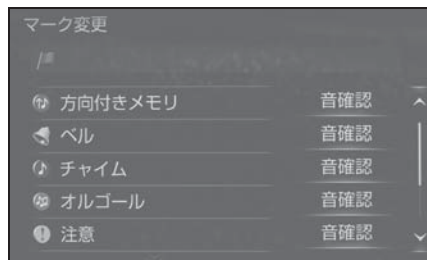 マーク変更
方向付きメモリ 音確認
ベル 音確認
チャイム 音確認
オルゴール 音確認
注意 音確認